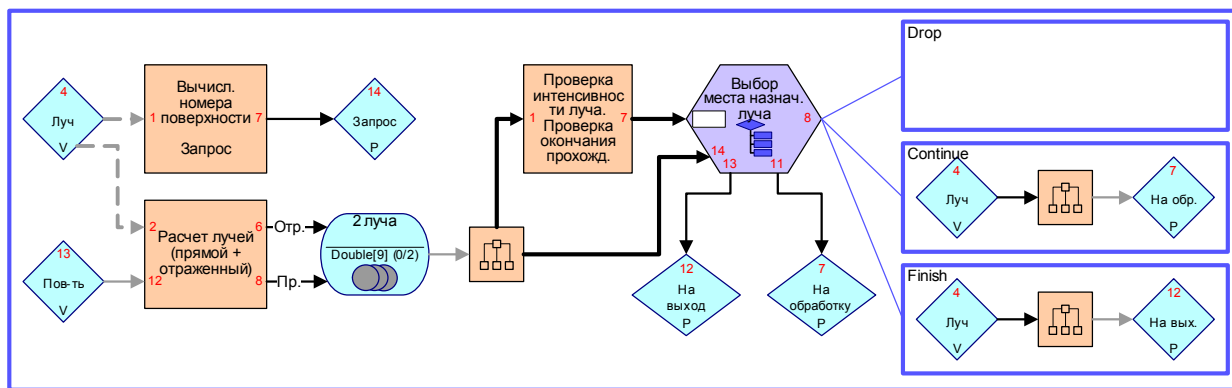 4
Луч
V
1
Вычисл.
номера
поверхности
Запрос
7
14
Запрос
P
13
Пов-ть
V
2
12
Расчет лучей
(прямой +
отраженный)
6
8
Отр.
Пр.
2 луча
Double[9] (0/2)
1
Проверка
интенсивнос
ти луча.
Проверка
окончания
прохожд.
7
Выбор
места назнач.
луча
8
14
13
11
12
На
выход
P
7
На
обработку
P
Drop
Continue
4
Луч
V
7
На обр.
P
Finish
4
Луч
V
12
На вых.
P